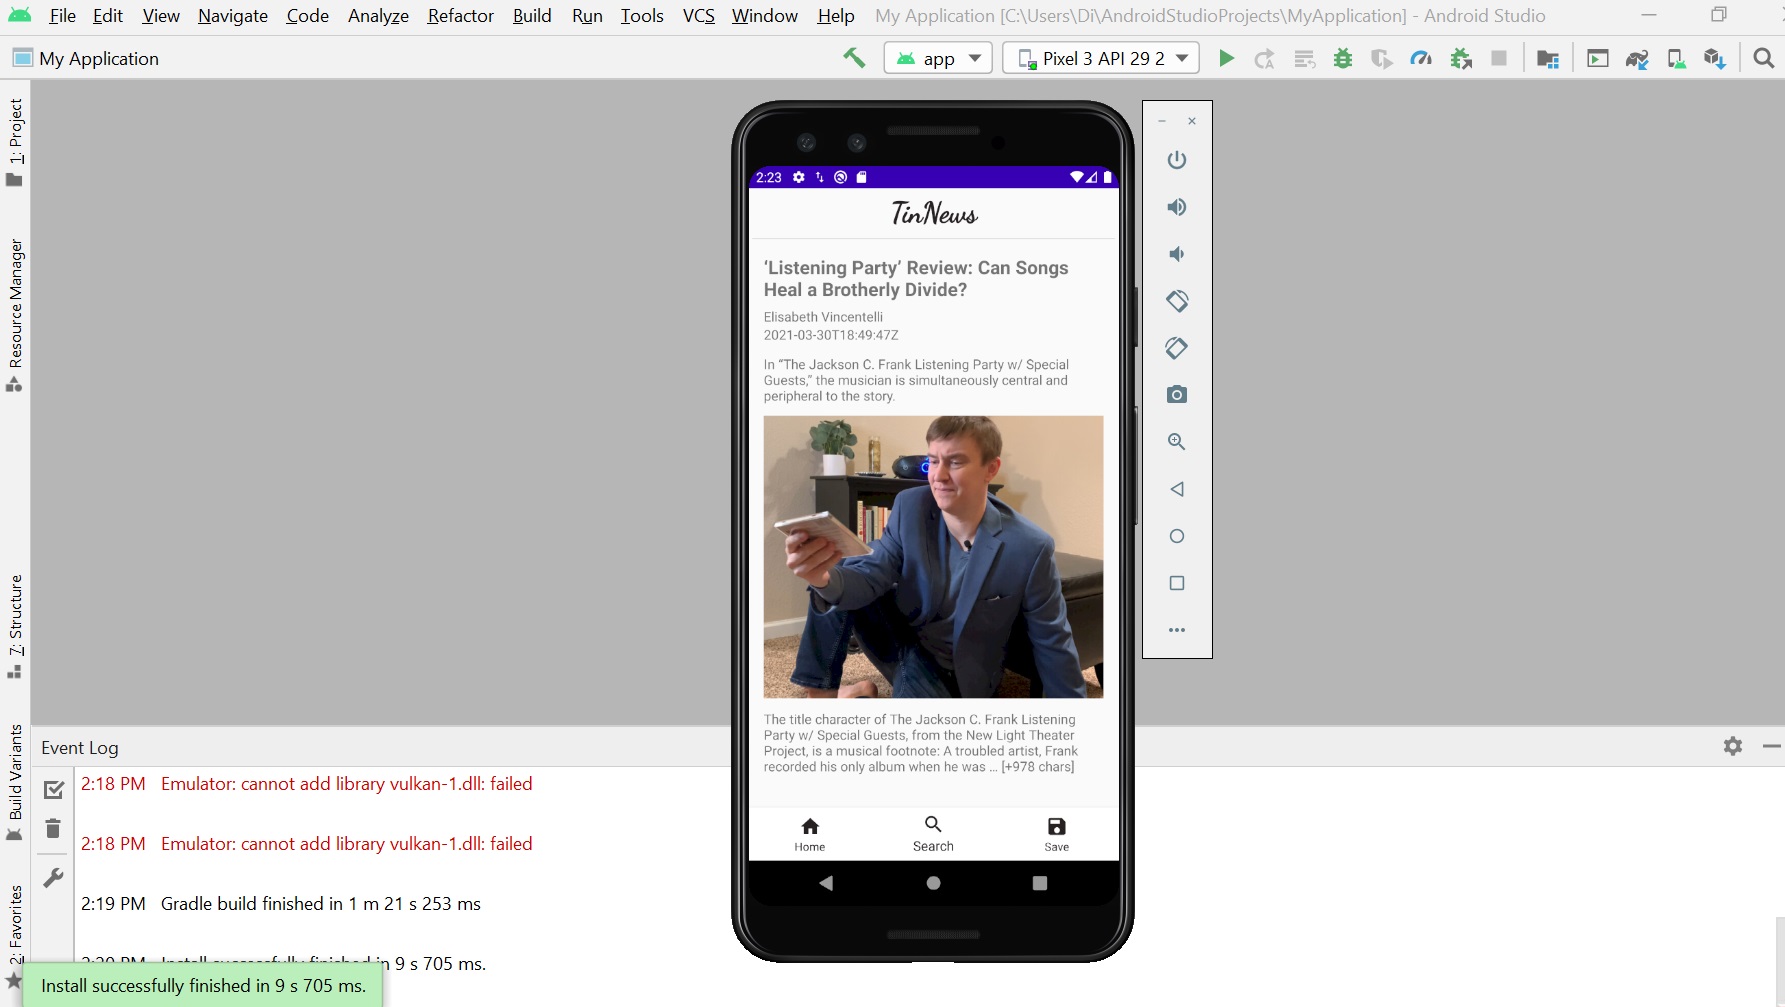 File Edit View Navigate Code Analyze Refactor Build Run Tools VCS Window Help My Application [C:\Users\Di\AndroidStudioProjects\MyApplication] - Android Studio
My Application app Pixel 3 API 29 2
1: Project
Resource Manager
7: Structure
Build Variants
2: Favorites
2:23
TinNews
‘Listening Party’ Review: Can Songs
Heal a Brotherly Divide?
Elisabeth Vincentelli
2021-03-30T18:49:47Z
In “The Jackson C. Frank Listening Party w/ Special
Guests,” the musician is simultaneously central and
peripheral to the story.
The title character of The Jackson C. Frank Listening
Party w/ Special Guests, from the New Light Theater
Project, is a musical footnote: A troubled artist, Frank
recorded his only album when he was ... [+978 chars]
Home Search Save
Event Log
2:18 PM Emulator: cannot add library vulkan-1.dll: failed
2:18 PM Emulator: cannot add library vulkan-1.dll: failed
2:19 PM Gradle build finished in 1 m 21 s 253 ms
2:20 PM Install successfully finished in 9 s 705 ms.
Install successfully finished in 9 s 705 ms.